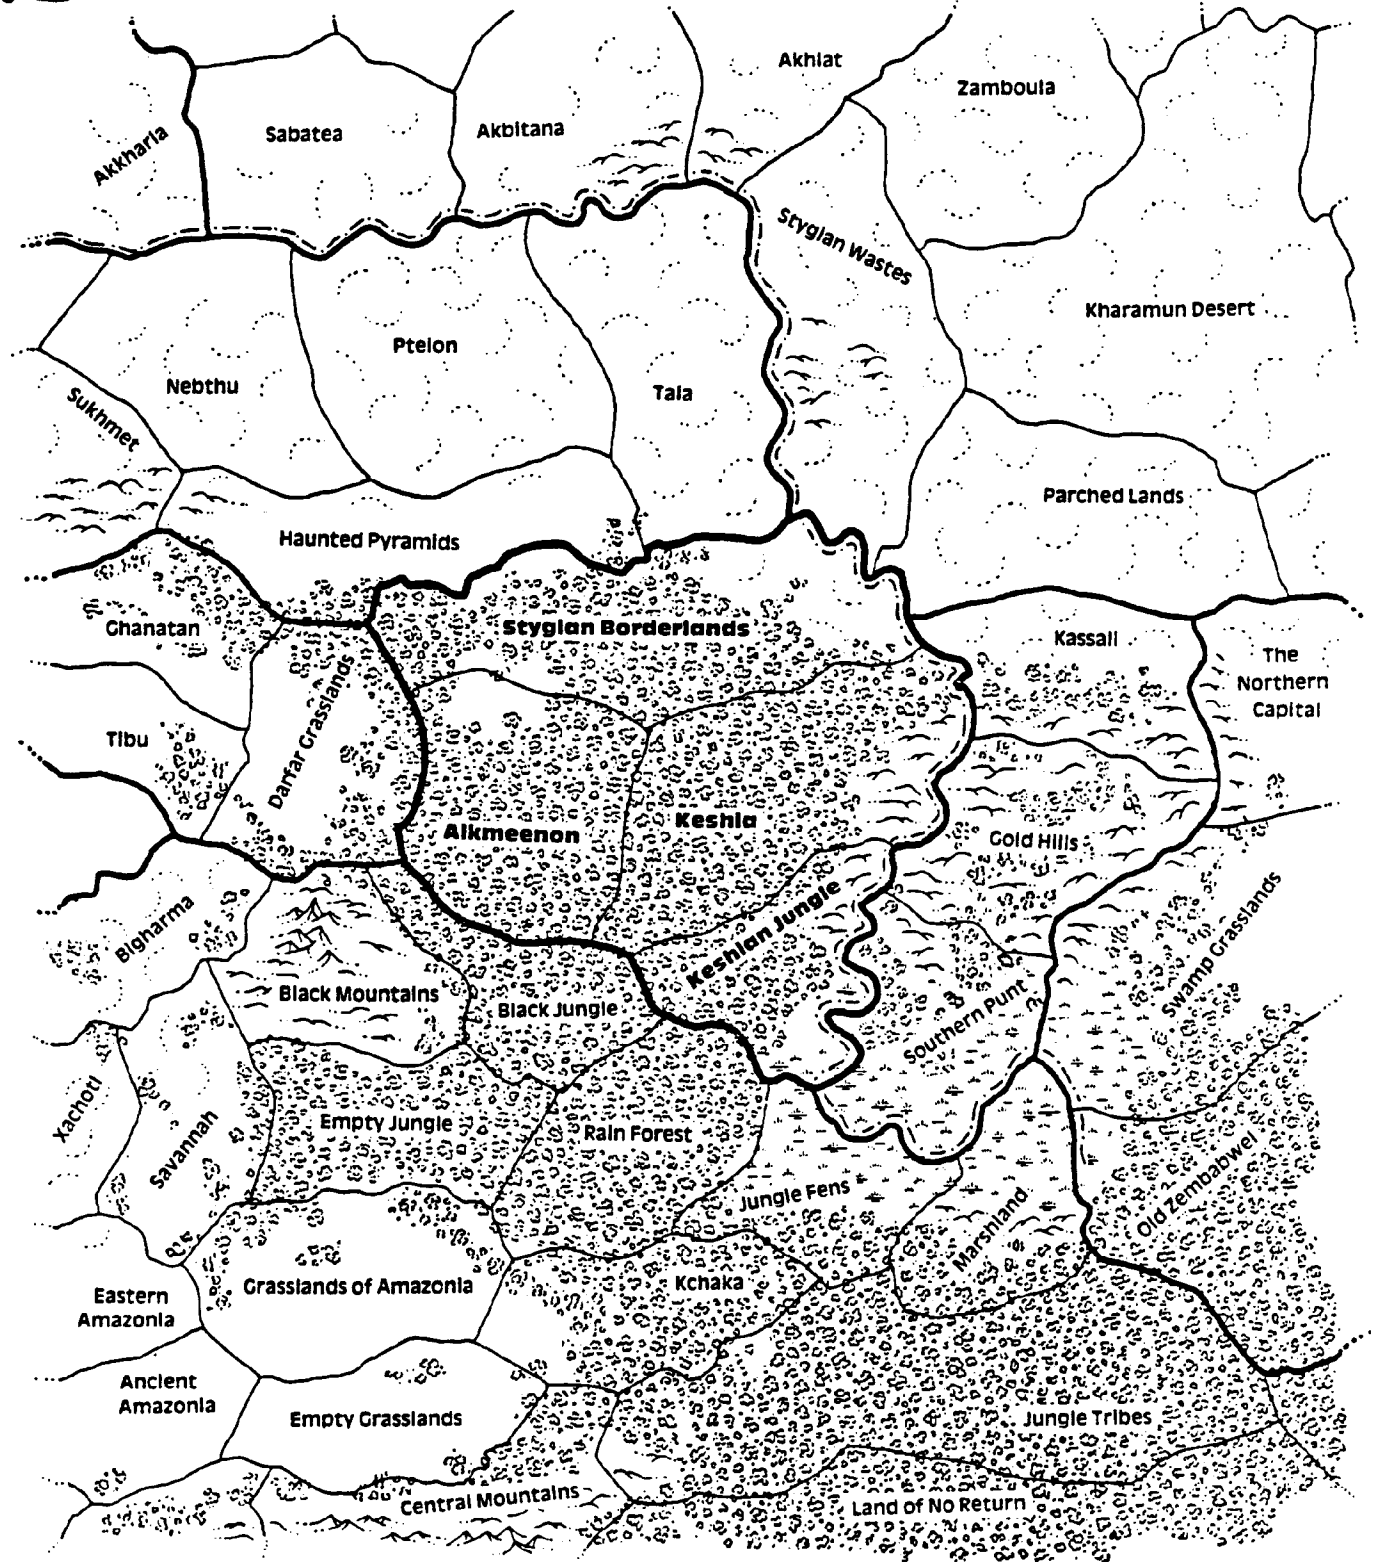 Akhlat
Zamboula
Akkharia
Sabatea
Akbitana
Stygian Wastes
Kharamun Desert
Ptelon
Nebthu
Tala
Sukhmet
Parched Lands
Haunted Pyramids
Ghanatan
Stygian Borderlands
Kassali
The
Northern
Capital
Tibu
Darfar Grasslands
Alkmeenon
Keshia
Gold Hills
Bigharma
Keshian Jungle
Swamp Grasslands
Black Mountains
Black Jungle
Southern Punt
Xachoti
Savannah
Empty Jungle
Rain Forest
Jungle Fens
Marshland
Old Zembabwei
Grasslands of Amazonia
Kchaka
Eastern
Amazonia
Ancient
Amazonia
Empty Grasslands
Jungle Tribes
Central Mountains
Land of No Return